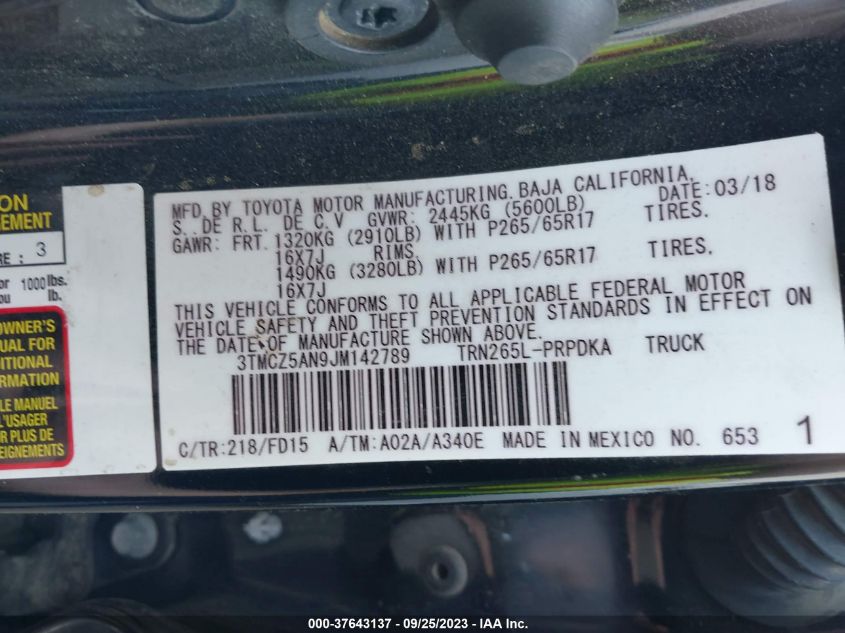 ON
EMENT
RE : 3
or 1000 lbs.
ou lb.
OWNER'S
UAL FOR
ITIONAL
RMATION
LE MANUEL
L'USAGER
R PLUS DE
EIGNEMENTS
MFD. BY TOYOTA MOTOR MANUFACTURING, BAJA CALIFORNIA,
S. DE R.L. DE C.V GVWR: 2445KG (5600LB) DATE: 03/18
GAWR: FRT. 1320KG (2910LB) WITH P265/65R17 TIRES.
16X7J RIMS.
1490KG (3280LB) WITH P265/65R17 TIRES.
16X7J
THIS VEHICLE CONFORMS TO ALL APPLICABLE FEDERAL MOTOR
VEHICLE SAFETY AND THEFT PREVENTION STANDARDS IN EFFECT ON
THE DATE OF MANUFACTURE SHOWN ABOVE.
3TMCZ5AN9JM142789 TRN265L-PRPDKA TRUCK
C/TR:218/FD15 A/TM:A02A/A340E MADE IN MEXICO NO. 653 1
000-37643137 - 09/25/2023 - IAA Inc.